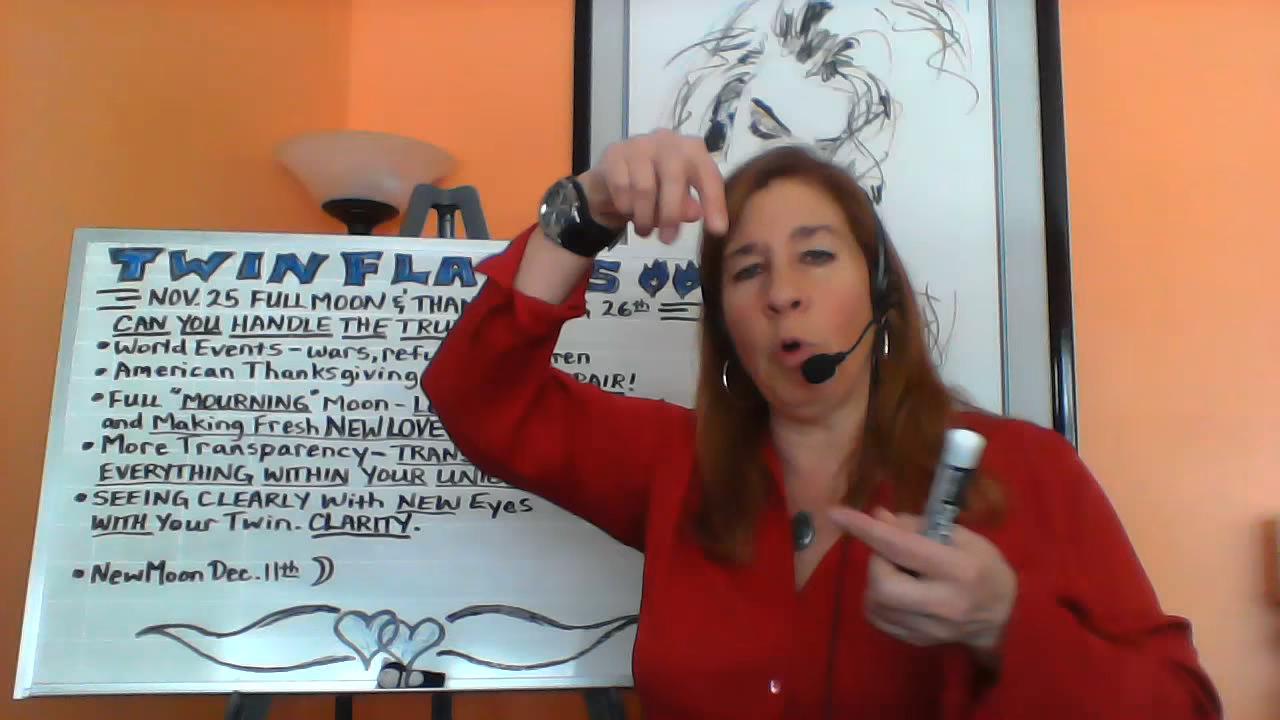 TWIN FLA S
NOV. 25 FULL MOON & THAN 26th
CAN YOU HANDLE THE TRU
• World Events - wars, refu ren
• American Thanksgiving PAIR!
• FULL "MOURNING" Moon - L
and Making Fresh NEW LOVE
• More Transparency - TRANS
EVERYTHING WITHIN YOUR UNIO
• SEEING CLEARLY With NEW Eyes
WITH Your Twin. CLARITY.
• New Moon Dec. 11th